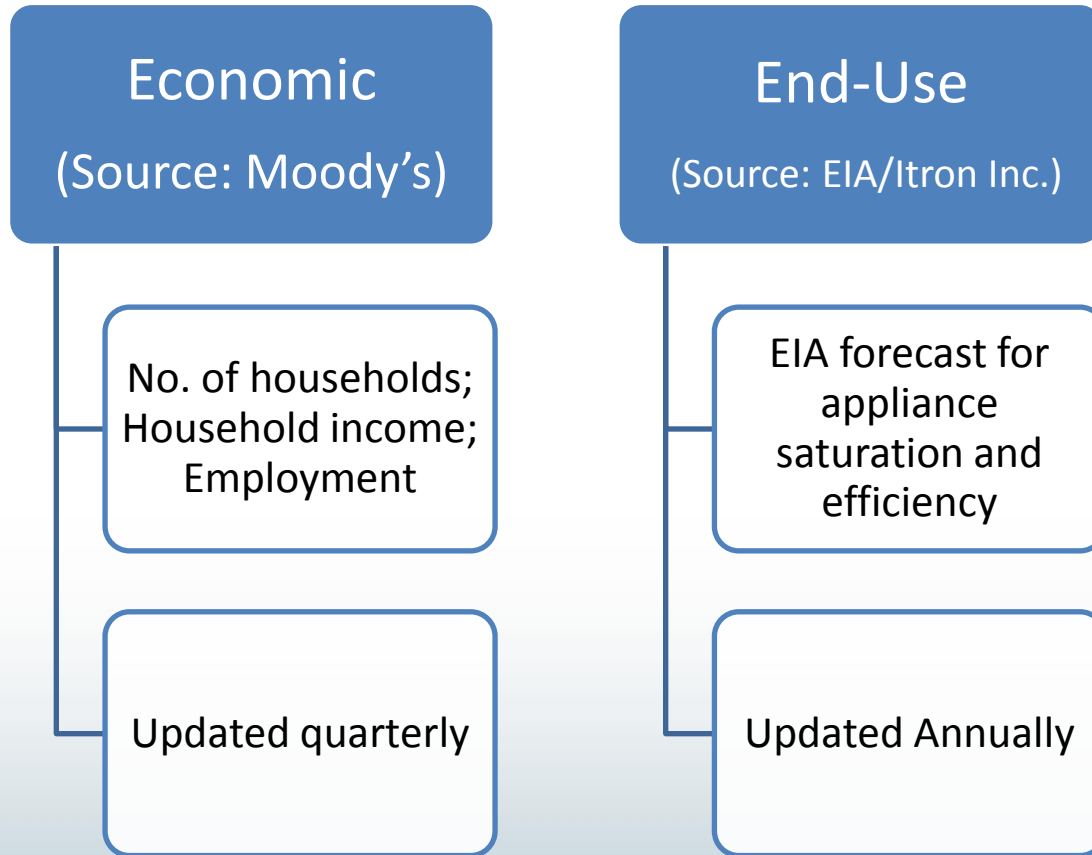 Economic
(Source: Moody’s)
No. of households;
Household income;
Employment
Updated quarterly
End-Use
(Source: EIA/Itron Inc.)
EIA forecast for
appliance
saturation and
efficiency
Updated Annually